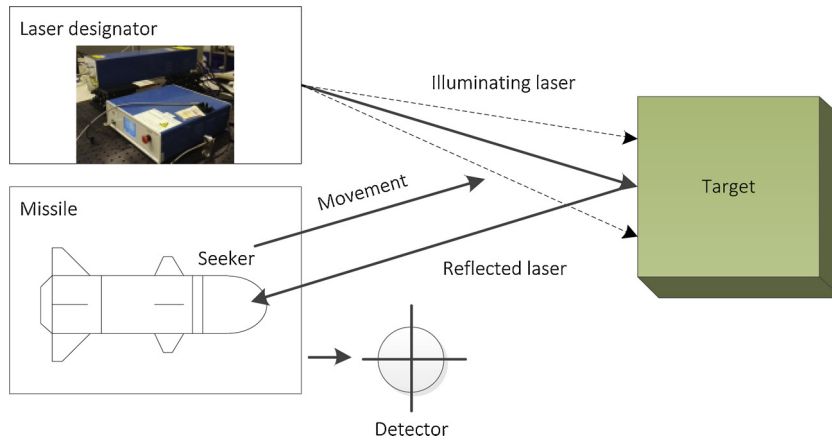 Laser designator
Illuminating laser
Target
Movement
Missile
Seeker
Reflected laser
Detector